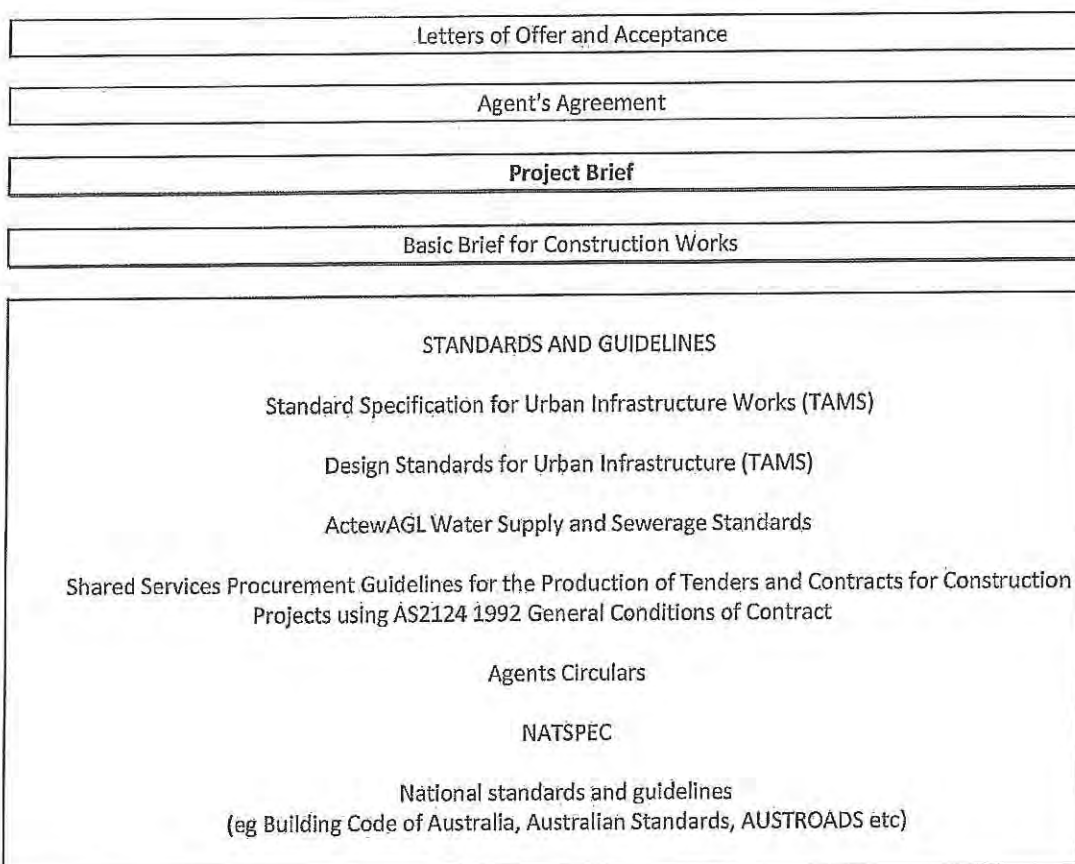 Letters of Offer and Acceptance
Agent's Agreement
Project Brief
Basic Brief for Construction Works
STANDARDS AND GUIDELINES
Standard Specification for Urban Infrastructure Works (TAMS)
Design Standards for Urban Infrastructure (TAMS)
ActewAGL Water Supply and Sewerage Standards
Shared Services Procurement Guidelines for the Production of Tenders and Contracts for Construction
Projects using AS2124 1992 General Conditions of Contract
Agents Circulars
NATSPEC
National standards and guidelines
(eg Building Code of Australia, Australian Standards, AUSTROADS etc)